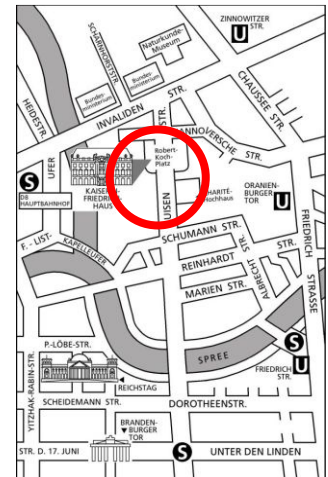 ZINNOWITZER
STR.
U
SCHARNHORSTSTR.
Naturkunde-
Museum
Bundes-
ministerium
Bundes-
ministerium
CHAUSSEE STR.
HEIDESTR.
INVALIDEN
STR.
HANNOVERSCHE STR.
Robert-
Koch-
Platz
UFER
S
DB
HAUPTBAHNHOF
KAISERIN-
FRIEDRICH-
HAUS
LUISEN
CHARITÉ-
Hochhaus
ORANIEN-
BURGER
TOR
U
F.-LIST-
KAPELLEUFER
SCHUMANN STR.
STR.
REINHARDT
STR.
ALBRECHT
FRIEDRICH
STRASSE
MARIEN STR.
SPREE
S
U
FRIEDRICH
STR.
P.-LÖBE-STR.
REICHSTAG
YITZHAK-RABIN-STR.
SCHEIDEMANN STR.
DOROTHEENSTR.
BRANDEN-
BURGER
TOR
STR. D. 17. JUNI
S
UNTER DEN LINDEN